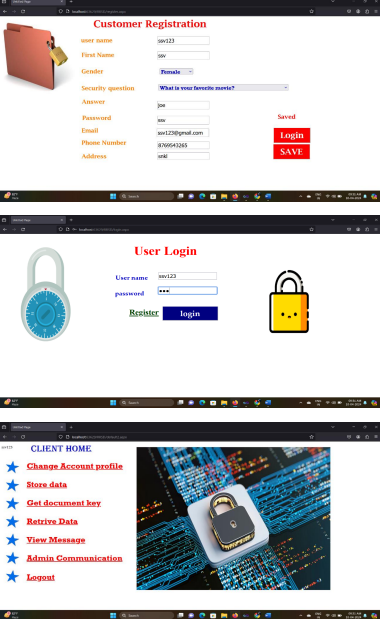 Customer Registration
user name ssv123
First Name ssv
Gender Female
Security question What is your favorite movie?
Answer joe
Password ssv Saved
Email ssv123@gmail.com Login
Phone Number 8769543265
SAVE
Address snkl
Search
User Login
User name ssv123
password •••
Register login
Search
ssv123 CLIENT HOME
Change Account profile
Store data
Get document key
Retrive Data
View Message
Admin Communication
Logout
Search